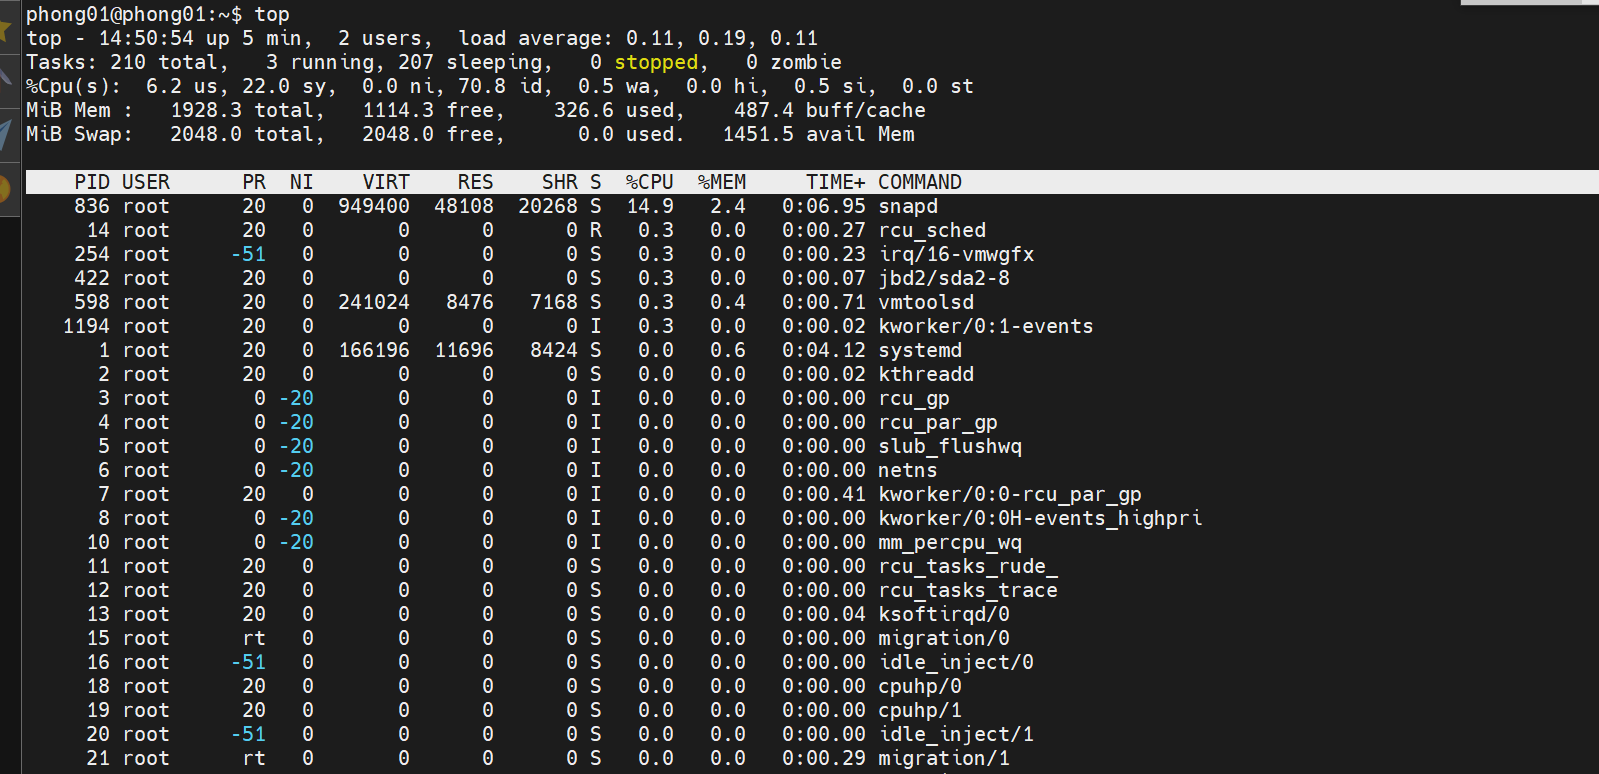 phong01@phong01:~$ top
top - 14:50:54 up 5 min,  2 users,  load average: 0.11, 0.19, 0.11
Tasks: 210 total,   3 running, 207 sleeping,   0 stopped,   0 zombie
%Cpu(s):  6.2 us, 22.0 sy,  0.0 ni, 70.8 id,  0.5 wa,  0.0 hi,  0.5 si,  0.0 st
MiB Mem :   1928.3 total,   1114.3 free,    326.6 used,    487.4 buff/cache
MiB Swap:   2048.0 total,   2048.0 free,      0.0 used.   1451.5 avail Mem
PID USER      PR  NI    VIRT    RES    SHR S  %CPU  %MEM     TIME+ COMMAND
836 root      20   0  949400  48108  20268 S  14.9   2.4   0:06.95 snapd
14 root      20   0       0      0      0 R   0.3   0.0   0:00.27 rcu_sched
254 root     -51   0       0      0      0 S   0.3   0.0   0:00.23 irq/16-vmwgfx
422 root      20   0       0      0      0 S   0.3   0.0   0:00.07 jbd2/sda2-8
598 root      20   0  241024   8476   7168 S   0.3   0.4   0:00.71 vmtoolsd
1194 root      20   0       0      0      0 I   0.3   0.0   0:00.02 kworker/0:1-events
1 root      20   0  166196  11696   8424 S   0.0   0.6   0:04.12 systemd
2 root      20   0       0      0      0 S   0.0   0.0   0:00.02 kthreadd
3 root       0 -20       0      0      0 I   0.0   0.0   0:00.00 rcu_gp
4 root       0 -20       0      0      0 I   0.0   0.0   0:00.00 rcu_par_gp
5 root       0 -20       0      0      0 I   0.0   0.0   0:00.00 slub_flushwq
6 root       0 -20       0      0      0 I   0.0   0.0   0:00.00 netns
7 root      20   0       0      0      0 I   0.0   0.0   0:00.41 kworker/0:0-rcu_par_gp
8 root       0 -20       0      0      0 I   0.0   0.0   0:00.00 kworker/0:0H-events_highpri
10 root       0 -20       0      0      0 I   0.0   0.0   0:00.00 mm_percpu_wq
11 root      20   0       0      0      0 S   0.0   0.0   0:00.00 rcu_tasks_rude_
12 root      20   0       0      0      0 S   0.0   0.0   0:00.00 rcu_tasks_trace
13 root      20   0       0      0      0 S   0.0   0.0   0:00.04 ksoftirqd/0
15 root      rt   0       0      0      0 S   0.0   0.0   0:00.00 migration/0
16 root     -51   0       0      0      0 S   0.0   0.0   0:00.00 idle_inject/0
18 root      20   0       0      0      0 S   0.0   0.0   0:00.00 cpuhp/0
19 root      20   0       0      0      0 S   0.0   0.0   0:00.00 cpuhp/1
20 root     -51   0       0      0      0 S   0.0   0.0   0:00.00 idle_inject/1
21 root      rt   0       0      0      0 S   0.0   0.0   0:00.29 migration/1